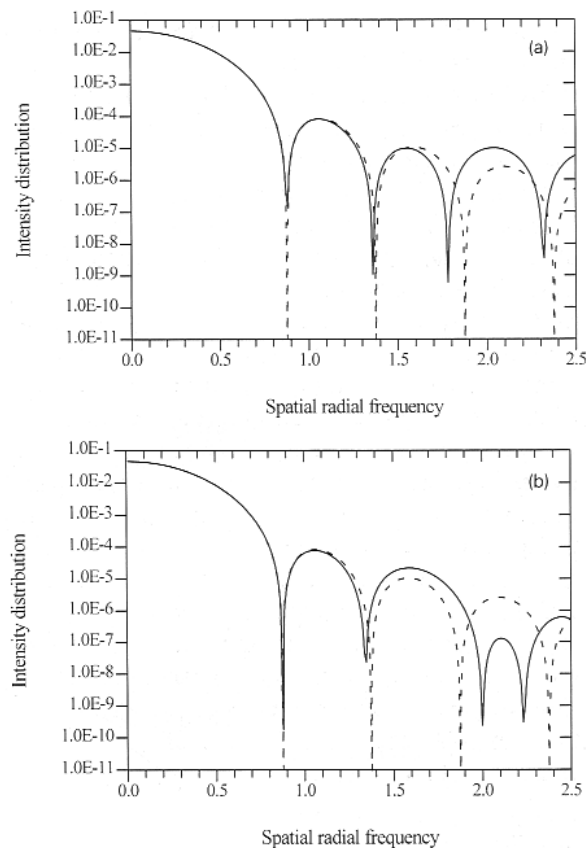 (a)
Intensity distribution
1.0E-1
1.0E-2
1.0E-3
1.0E-4
1.0E-5
1.0E-6
1.0E-7
1.0E-8
1.0E-9
1.0E-10
1.0E-11
0.0 0.5 1.0 1.5 2.0 2.5
Spatial radial frequency
(b)
Intensity distribution
1.0E-1
1.0E-2
1.0E-3
1.0E-4
1.0E-5
1.0E-6
1.0E-7
1.0E-8
1.0E-9
1.0E-10
1.0E-11
0.0 0.5 1.0 1.5 2.0 2.5
Spatial radial frequency